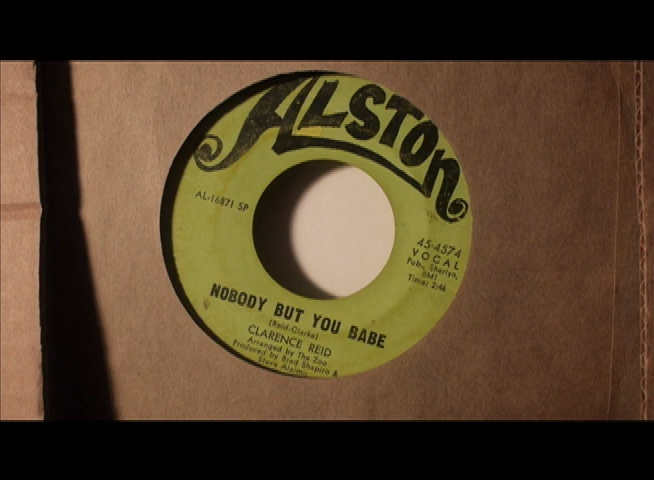 ALSTON
AL-16871 SP
45-4574
VOCAL
Pub., Sherlyn,
BMI
Time: 2:46
NOBODY BUT YOU BABE
(Reid-Clarke)
CLARENCE REID
Arranged by The Zoo
Produced by Brad Shapiro &
Steve Alaimo